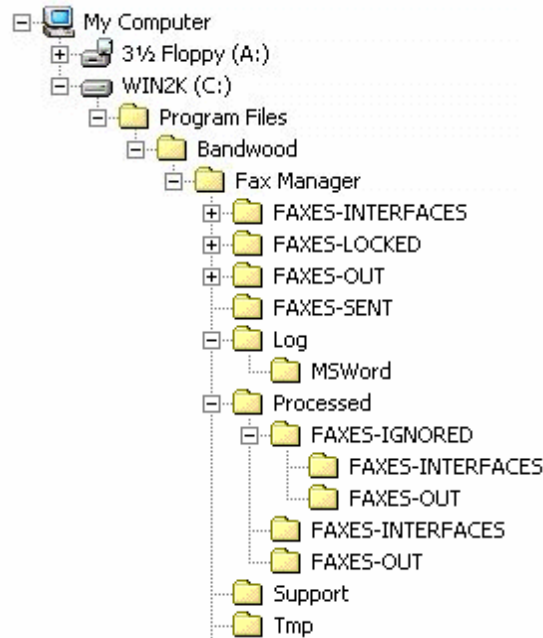 My Computer
3½ Floppy (A:)
WIN2K (C:)
Program Files
Bandwood
Fax Manager
FAXES-INTERFACES
FAXES-LOCKED
FAXES-OUT
FAXES-SENT
Log
MSWord
Processed
FAXES-IGNORED
FAXES-INTERFACES
FAXES-OUT
FAXES-INTERFACES
FAXES-OUT
Support
Tmp